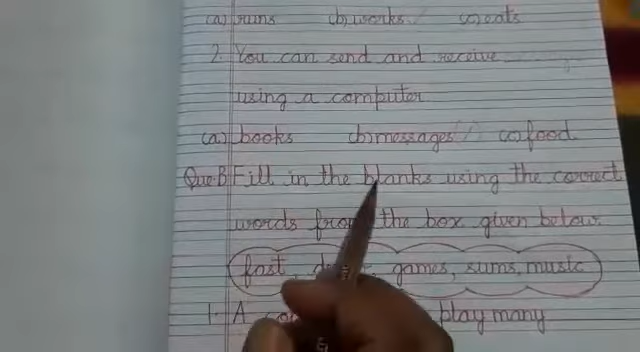 (a) runs (b) works (c) eats
2. You can send and receive
using a computer
(a) books (b) messages (c) food
Que.B Fill in the blanks using the correct
words from the box given below.
fast, games, sums, music
1. A play many